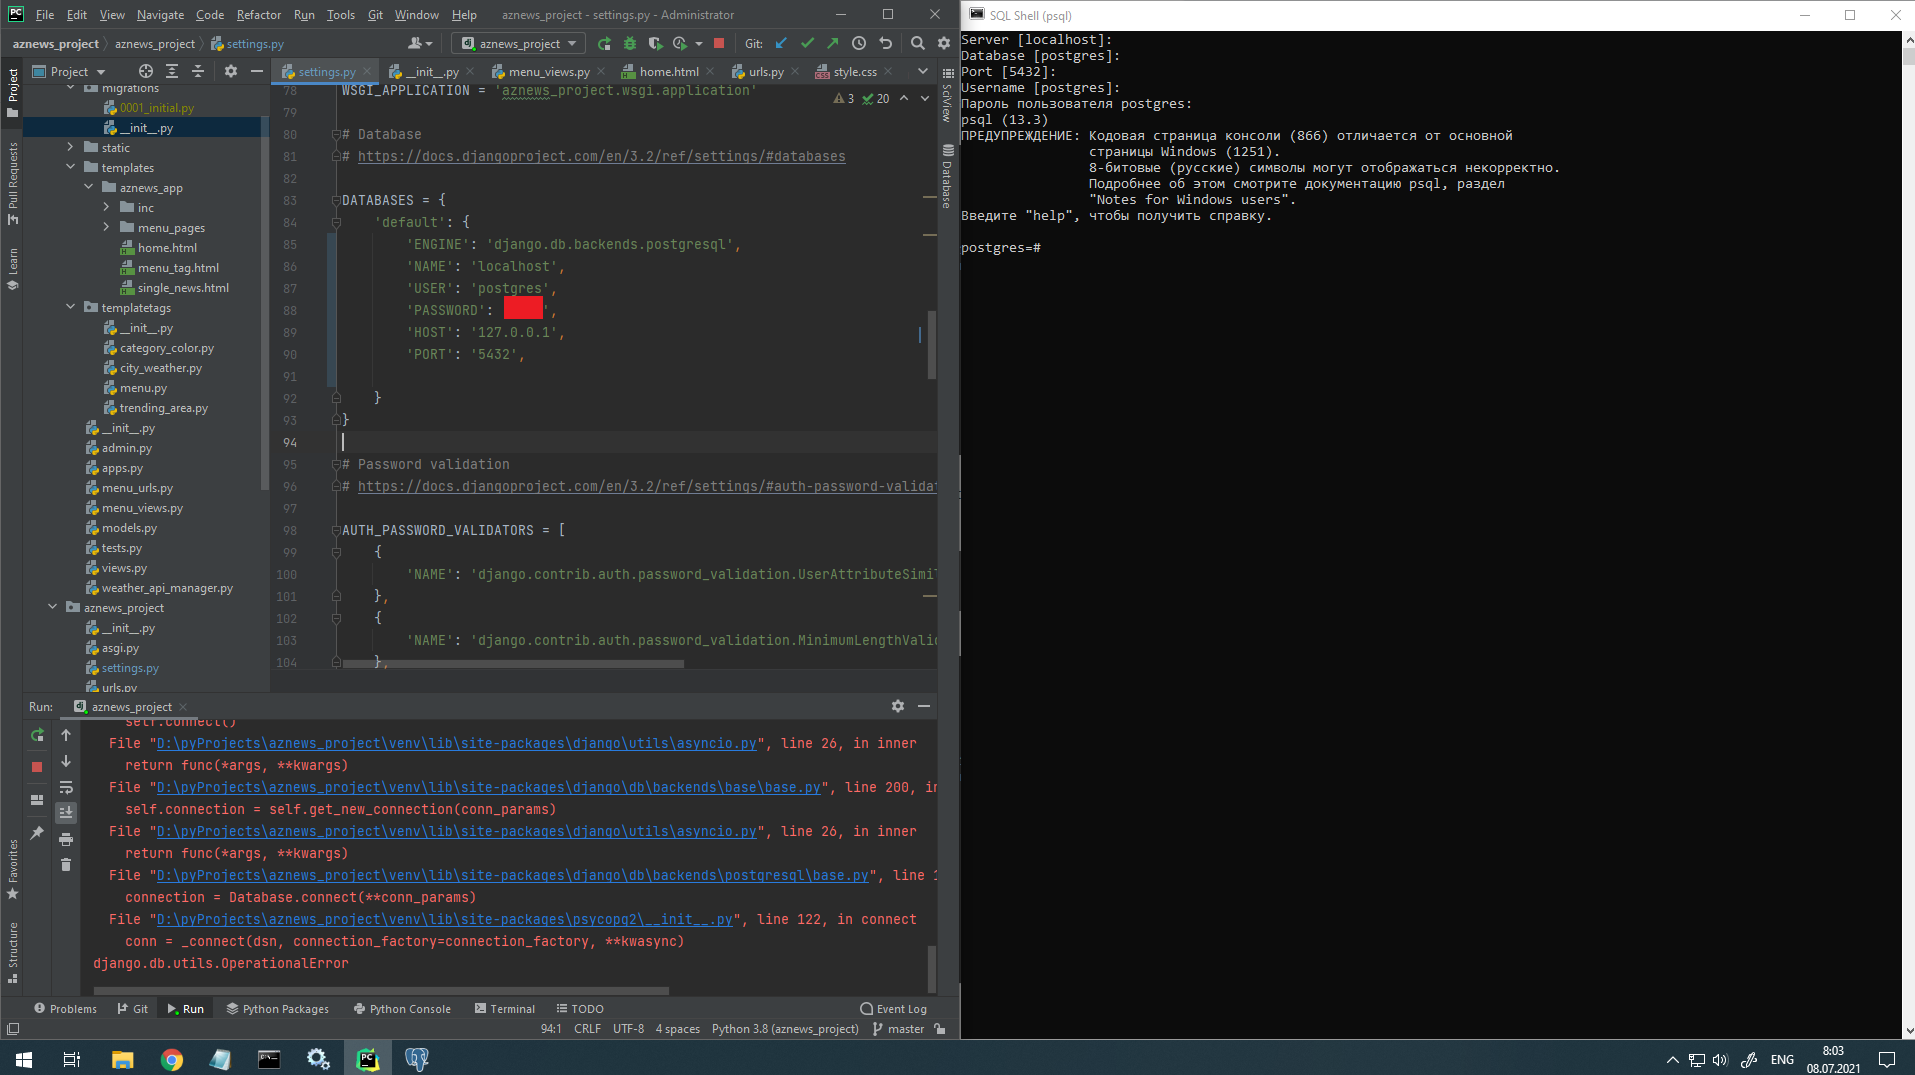 File Edit View Navigate Code Refactor Run Tools Git Window Help aznews_project - settings.py - Administrator
aznews_project aznews_project settings.py
aznews_project Git:
Project
settings.py __init__.py menu_views.py home.html urls.py style.css
Project
Pull Requests
Learn
Favorites
Structure
migrations
0001_initial.py
__init__.py
static
templates
aznews_app
inc
menu_pages
home.html
menu_tag.html
single_news.html
templatetags
__init__.py
category_color.py
city_weather.py
menu.py
trending_area.py
__init__.py
admin.py
apps.py
menu_urls.py
menu_views.py
models.py
tests.py
views.py
weather_api_manager.py
aznews_project
__init__.py
asgi.py
settings.py
urls.py
3 20
78 WSGI_APPLICATION = 'aznews_project.wsgi.application'
79
80 # Database
81 # https://docs.djangoproject.com/en/3.2/ref/settings/#databases
82
83 DATABASES = {
84 'default': {
85 'ENGINE': 'django.db.backends.postgresql',
86 'NAME': 'localhost',
87 'USER': 'postgres',
88 'PASSWORD': ',
89 'HOST': '127.0.0.1',
90 'PORT': '5432',
91
92 }
93 }
94
95 # Password validation
96 # https://docs.djangoproject.com/en/3.2/ref/settings/#auth-password-validat
97
98 AUTH_PASSWORD_VALIDATORS = [
99 {
100 'NAME': 'django.contrib.auth.password_validation.UserAttributeSimil
101 },
102 {
103 'NAME': 'django.contrib.auth.password_validation.MinimumLengthValid
104 },
SciView
Database
Run: aznews_project
self.connect()
File "D:\pyProjects\aznews_project\venv\lib\site-packages\django\utils\asyncio.py", line 26, in inner
return func(*args, **kwargs)
File "D:\pyProjects\aznews_project\venv\lib\site-packages\django\db\backends\base\base.py", line 200, in
self.connection = self.get_new_connection(conn_params)
File "D:\pyProjects\aznews_project\venv\lib\site-packages\django\utils\asyncio.py", line 26, in inner
return func(*args, **kwargs)
File "D:\pyProjects\aznews_project\venv\lib\site-packages\django\db\backends\postgresql\base.py", line 1
connection = Database.connect(**conn_params)
File "D:\pyProjects\aznews_project\venv\lib\site-packages\psycopg2\__init__.py", line 122, in connect
conn = _connect(dsn, connection_factory=connection_factory, **kwasync)
django.db.utils.OperationalError
Problems Git Run Python Packages Python Console Terminal TODO Event Log
94:1 CRLF UTF-8 4 spaces Python 3.8 (aznews_project) master
SQL Shell (psql)
Server [localhost]:
Database [postgres]:
Port [5432]:
Username [postgres]:
Пароль пользователя postgres:
psql (13.3)
ПРЕДУПРЕЖДЕНИЕ: Кодовая страница консоли (866) отличается от основной
страницы Windows (1251).
8-битовые (русские) символы могут отображаться некорректно.
Подробнее об этом смотрите документацию psql, раздел
"Notes for Windows users".
Введите "help", чтобы получить справку.
postgres=#
ENG
8:03
08.07.2021